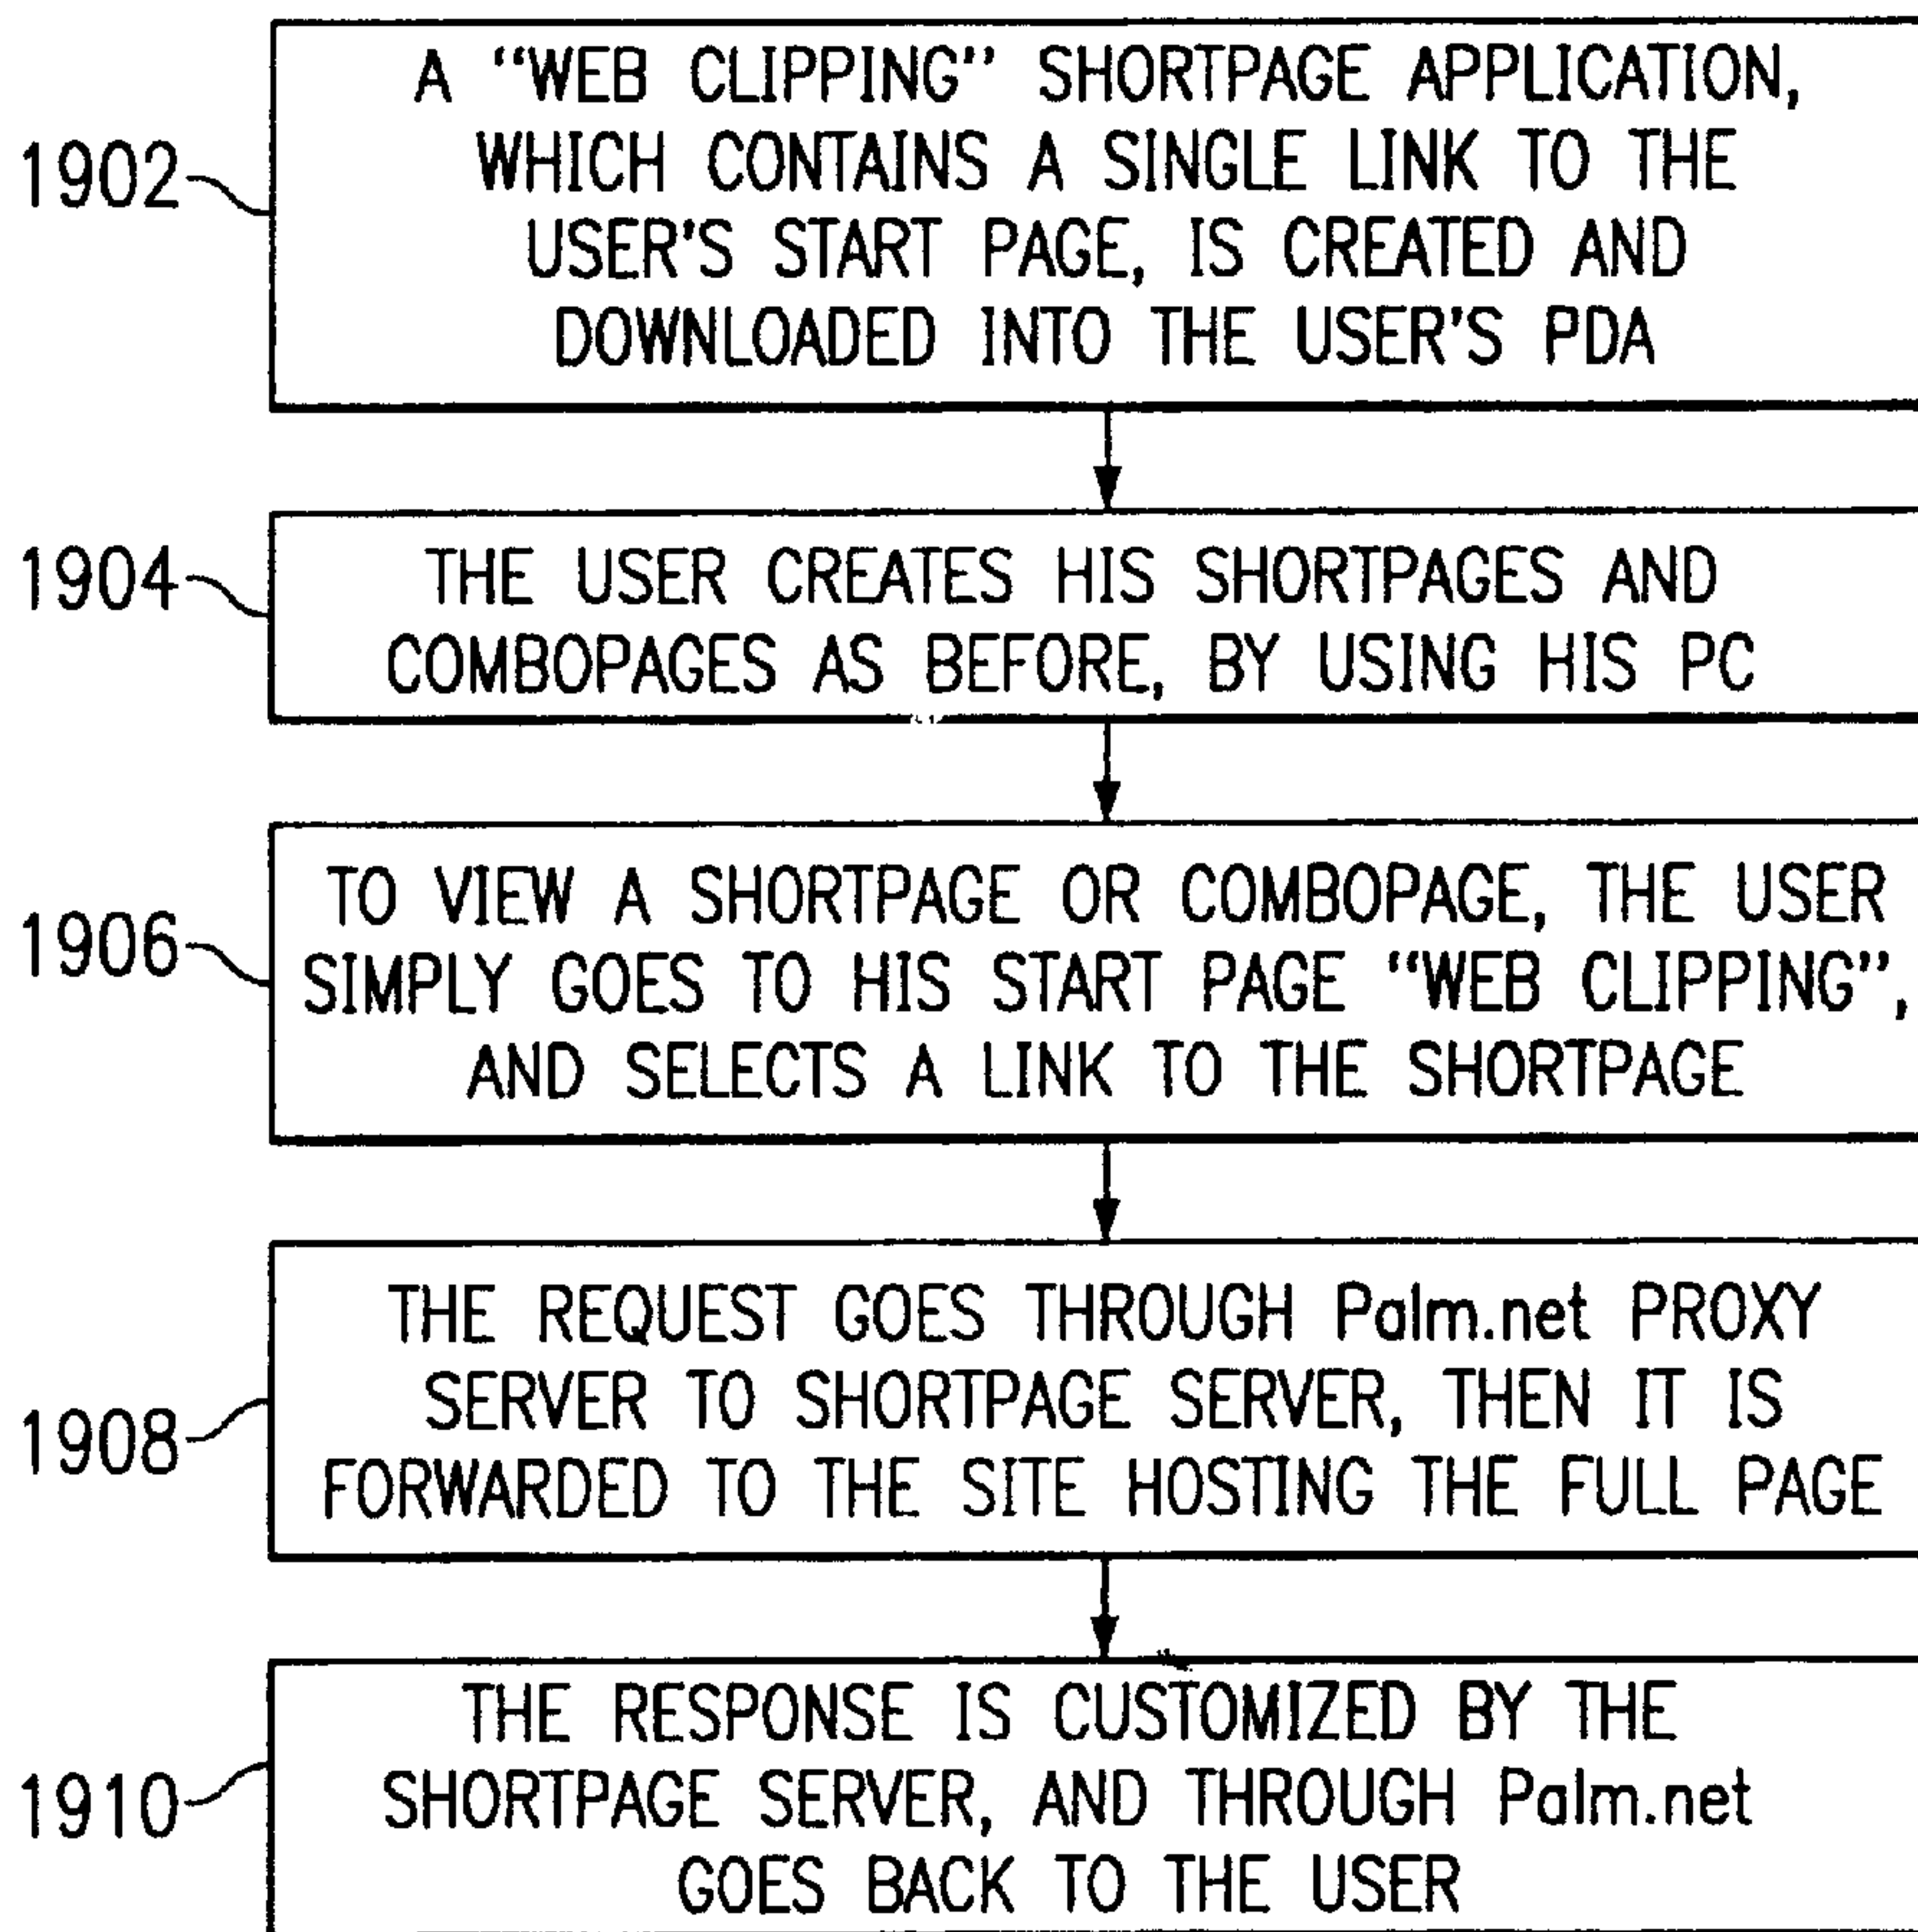 1902
A “WEB CLIPPING” SHORTPAGE APPLICATION,
WHICH CONTAINS A SINGLE LINK TO THE
USER'S START PAGE, IS CREATED AND
DOWNLOADED INTO THE USER'S PDA
1904
THE USER CREATES HIS SHORTPAGES AND
COMBOPAGES AS BEFORE, BY USING HIS PC
1906
TO VIEW A SHORTPAGE OR COMBOPAGE, THE USER
SIMPLY GOES TO HIS START PAGE “WEB CLIPPING”,
AND SELECTS A LINK TO THE SHORTPAGE
1908
THE REQUEST GOES THROUGH Palm.net PROXY
SERVER TO SHORTPAGE SERVER, THEN IT IS
FORWARDED TO THE SITE HOSTING THE FULL PAGE
1910
THE RESPONSE IS CUSTOMIZED BY THE
SHORTPAGE SERVER, AND THROUGH Palm.net
GOES BACK TO THE USER